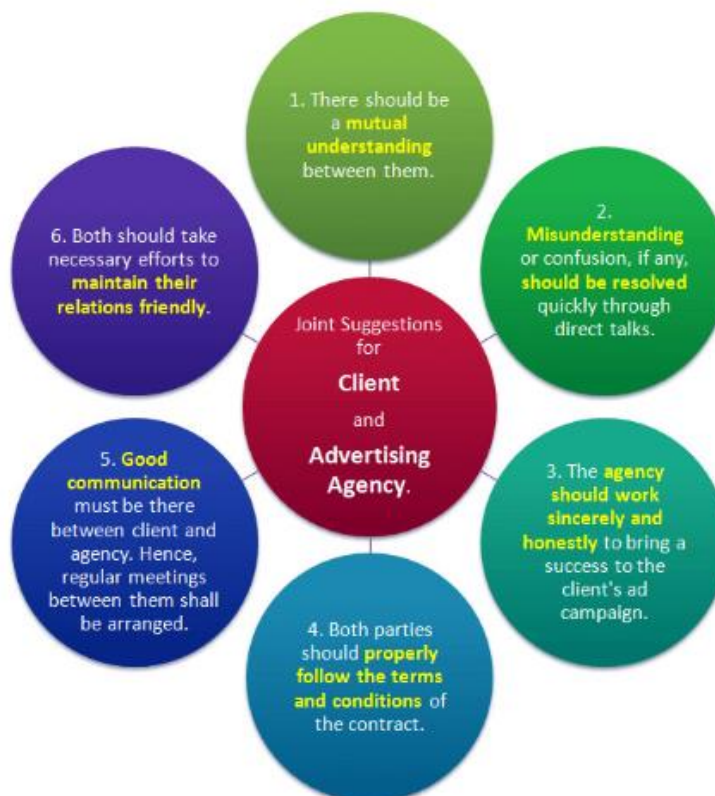 1. There should be
a mutual
understanding
between them.
2.
Misunderstanding
or confusion, if any,
should be resolved
quickly through
direct talks.
3. The agency
should work
sincerely and
honestly to bring a
success to the
client's ad
campaign.
4. Both parties
should properly
follow the terms
and conditions of
the contract.
5. Good
communication
must be there
between client and
agency. Hence,
regular meetings
between them shall
be arranged.
6. Both should take
necessary efforts to
maintain their
relations friendly.
Joint Suggestions
for
Client
and
Advertising
Agency.